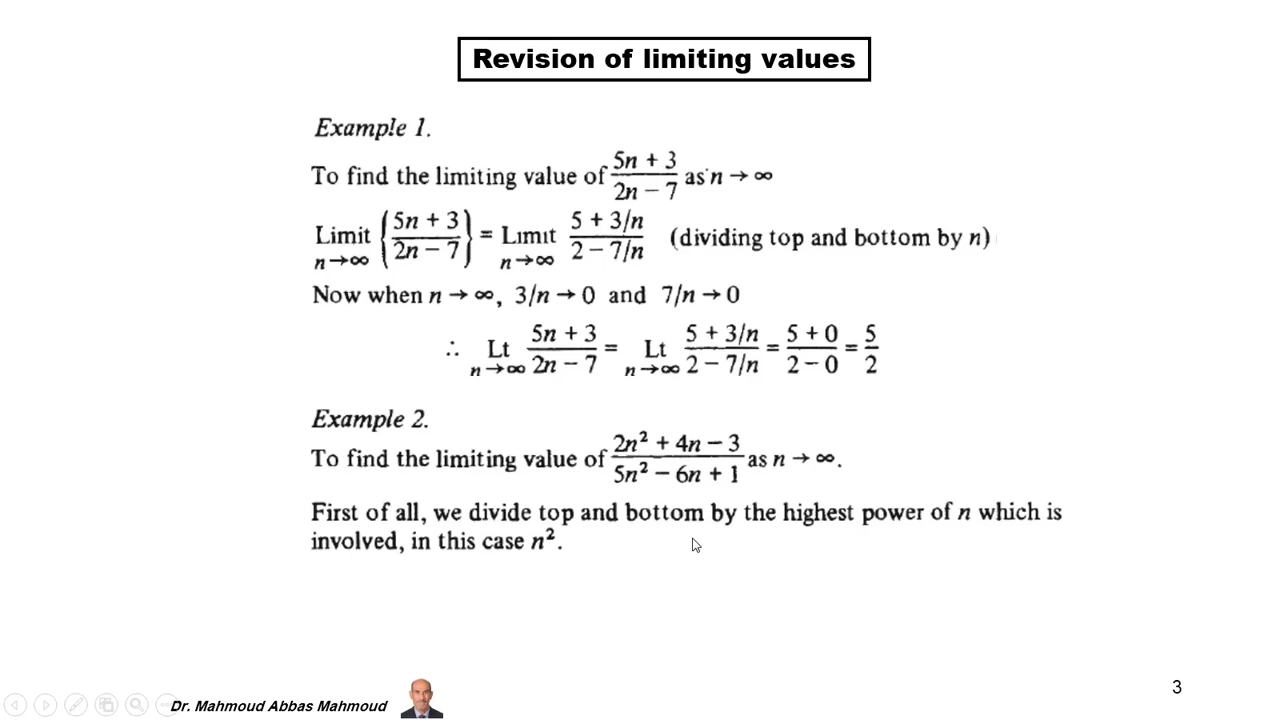 Revision of limiting values
Example 1.
To find the limiting value of (5n + 3)/(2n − 7) as n → ∞
Limit n→∞ {(5n + 3)/(2n − 7)} = Limit n→∞ (5 + 3/n)/(2 − 7/n) (dividing top and bottom by n)
Now when n → ∞, 3/n → 0 and 7/n → 0
∴ Lt n→∞ (5n + 3)/(2n − 7) = Lt n→∞ (5 + 3/n)/(2 − 7/n) = (5 + 0)/(2 − 0) = 5/2
Example 2.
To find the limiting value of (2n² + 4n − 3)/(5n² − 6n + 1) as n → ∞.
First of all, we divide top and bottom by the highest power of n which is
involved, in this case n².
Dr. Mahmoud Abbas Mahmoud
3